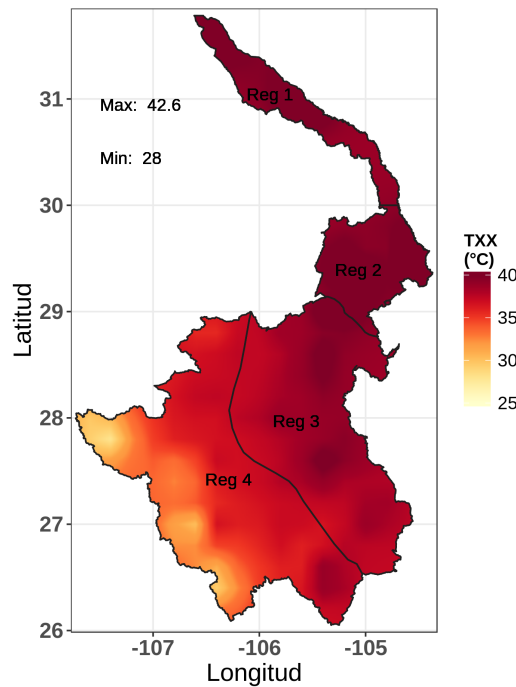 Reg 1
Max: 42.6
Min: 28
Reg 2
Reg 3
Reg 4
31
30
29
28
27
26
Latitud
-107
-106
-105
Longitud
TXX
(°C)
40
35
30
25